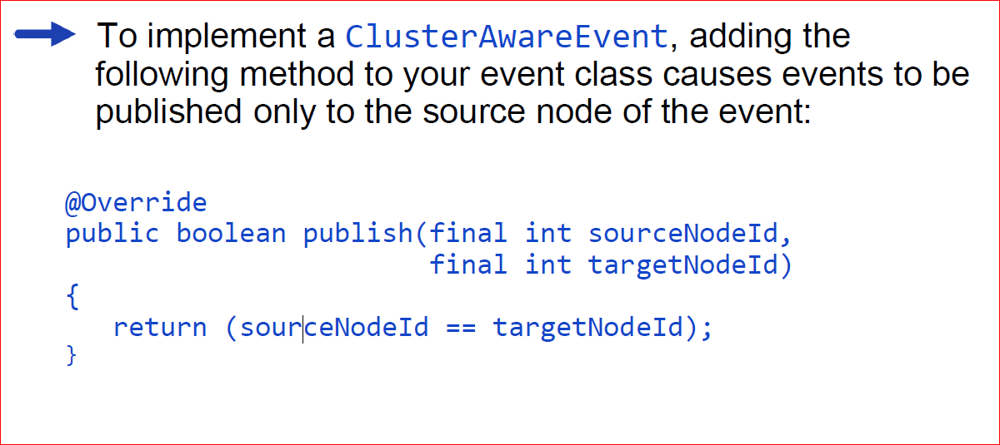 To implement a ClusterAwareEvent, adding the
following method to your event class causes events to be
published only to the source node of the event:
@Override
public boolean publish(final int sourceNodeId,
final int targetNodeId)
{
return (sourceNodeId == targetNodeId);
}